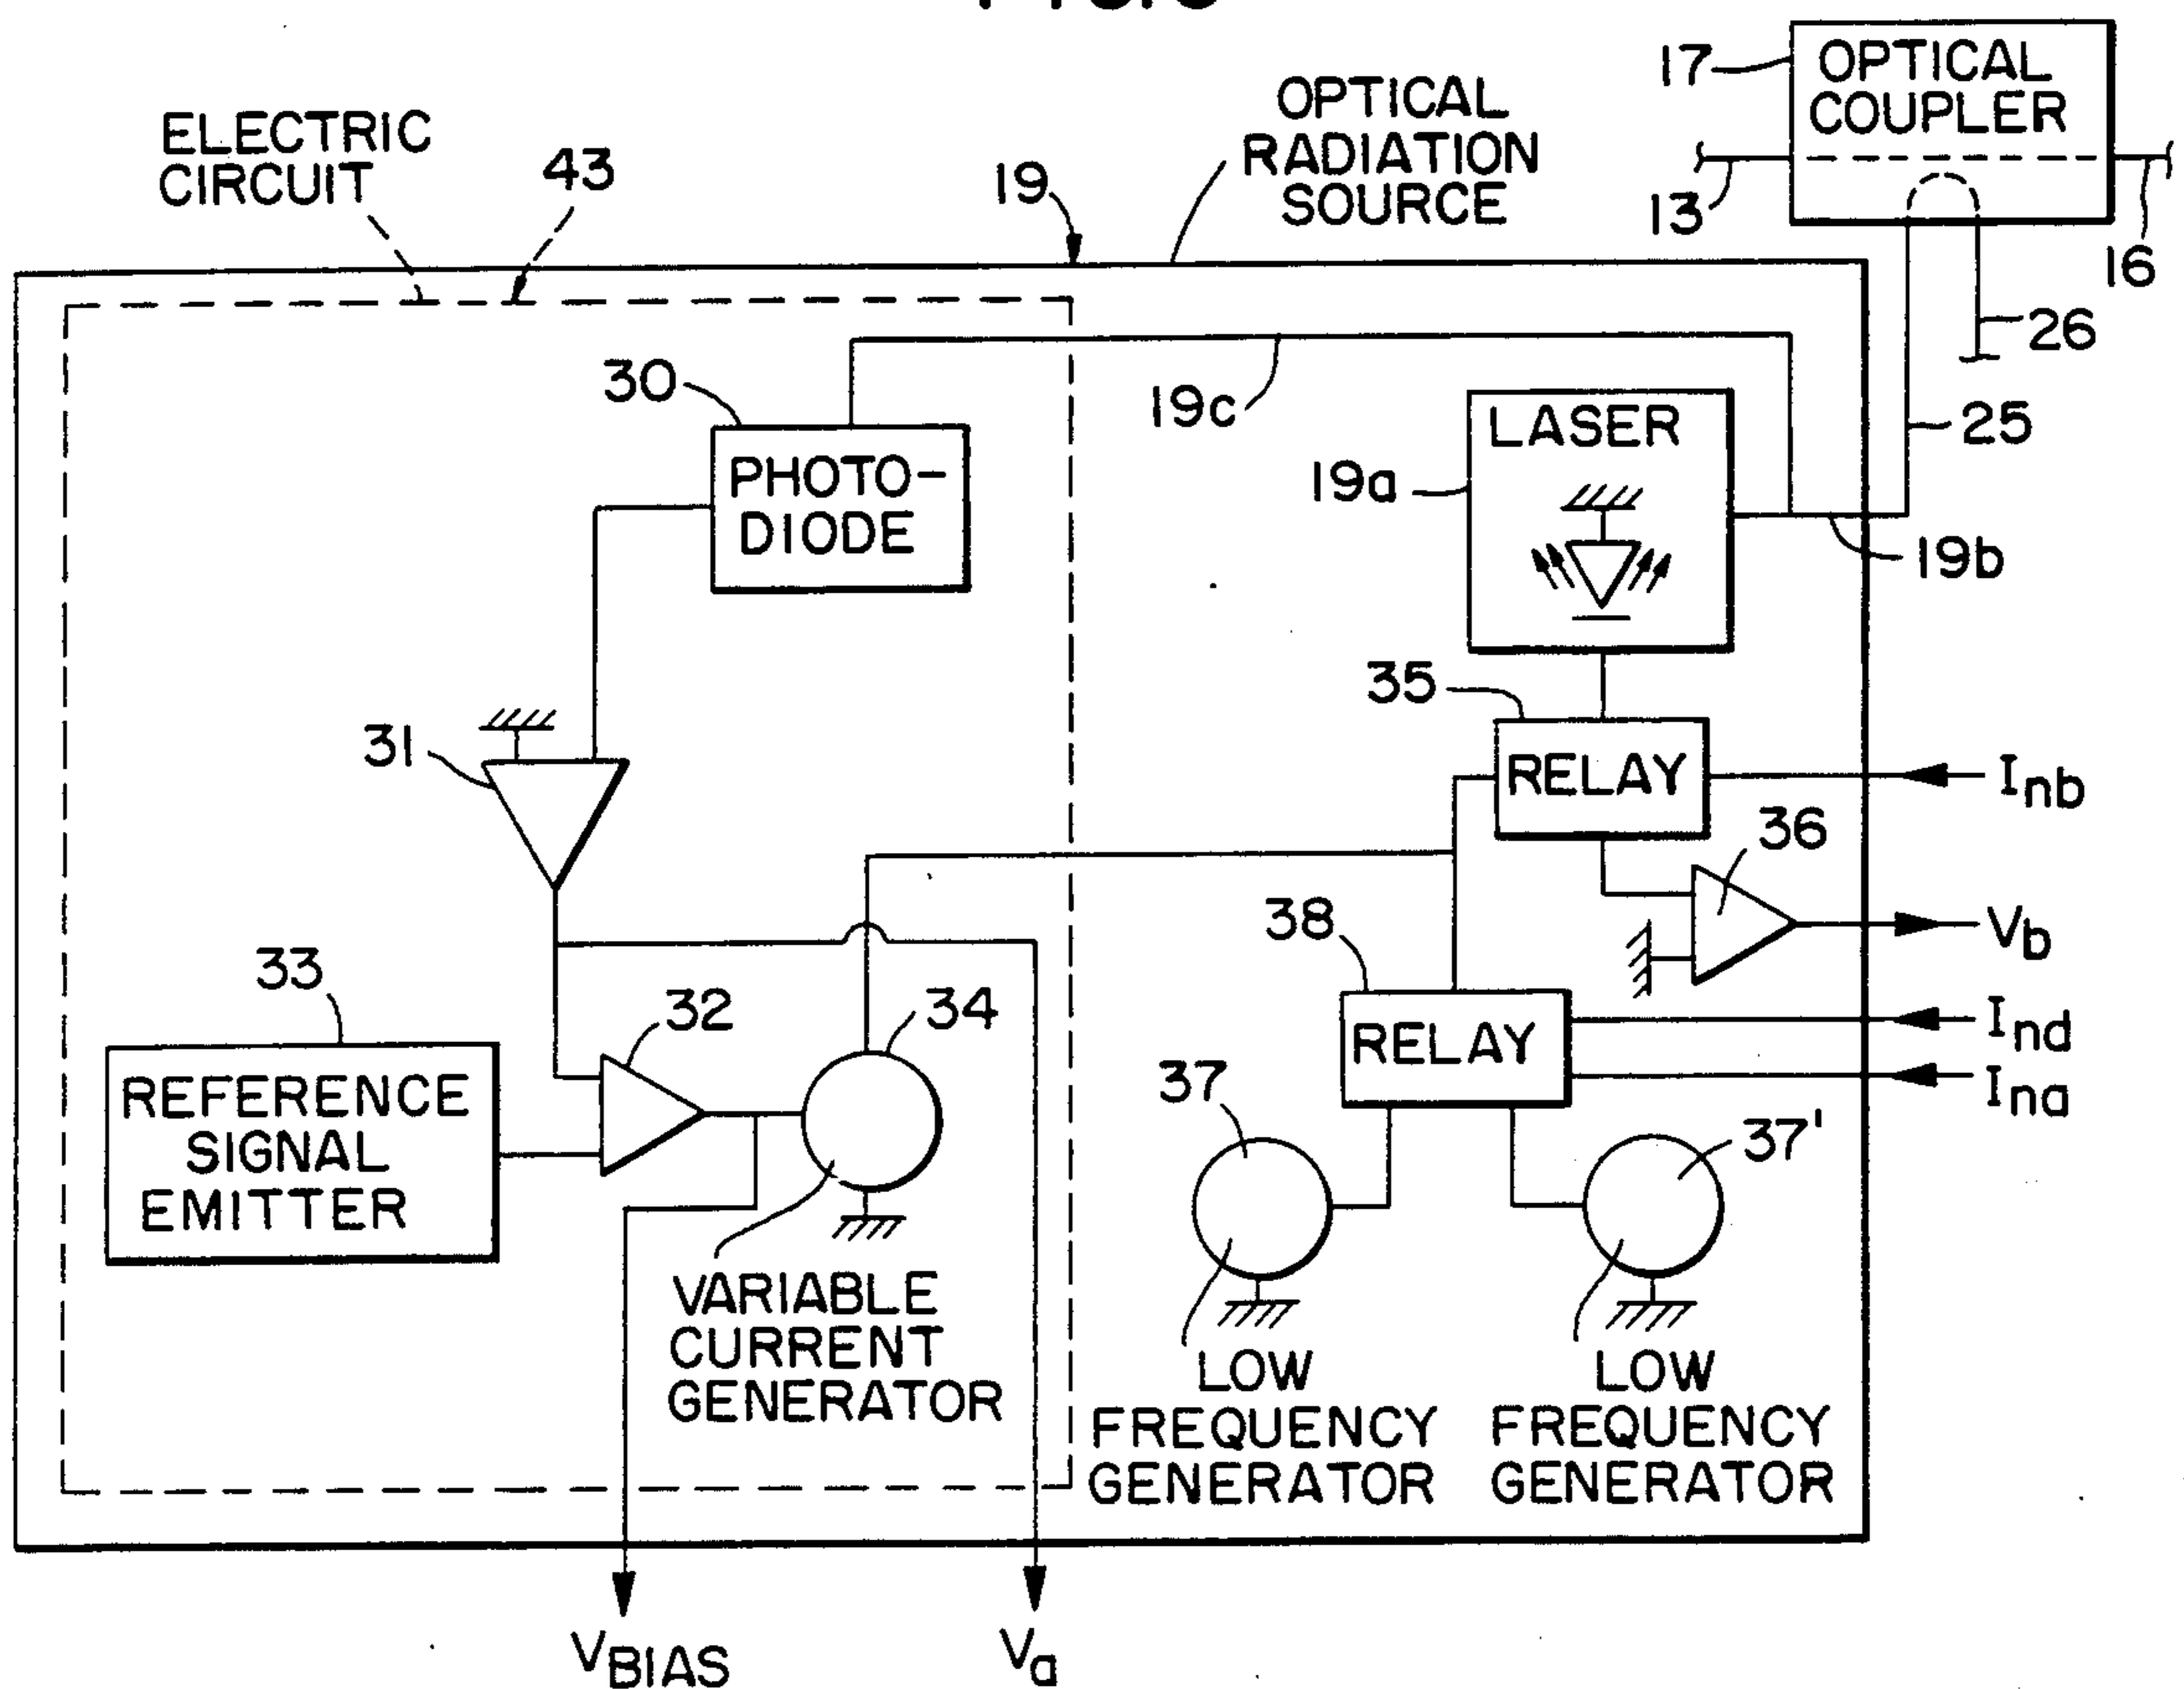 17
OPTICAL
COUPLER
OPTICAL
RADIATION
SOURCE
ELECTRIC
CIRCUIT
43
19
13
16
26
30
19c
25
LASER
19a
PHOTO-
DIODE
19b
35
31
RELAY
Inb
36
38
Vb
33
32
34
Ind
RELAY
37
Ina
REFERENCE
SIGNAL
EMITTER
37'
VARIABLE
CURRENT
GENERATOR
LOW
FREQUENCY
GENERATOR
LOW
FREQUENCY
GENERATOR
VBIAS
Va